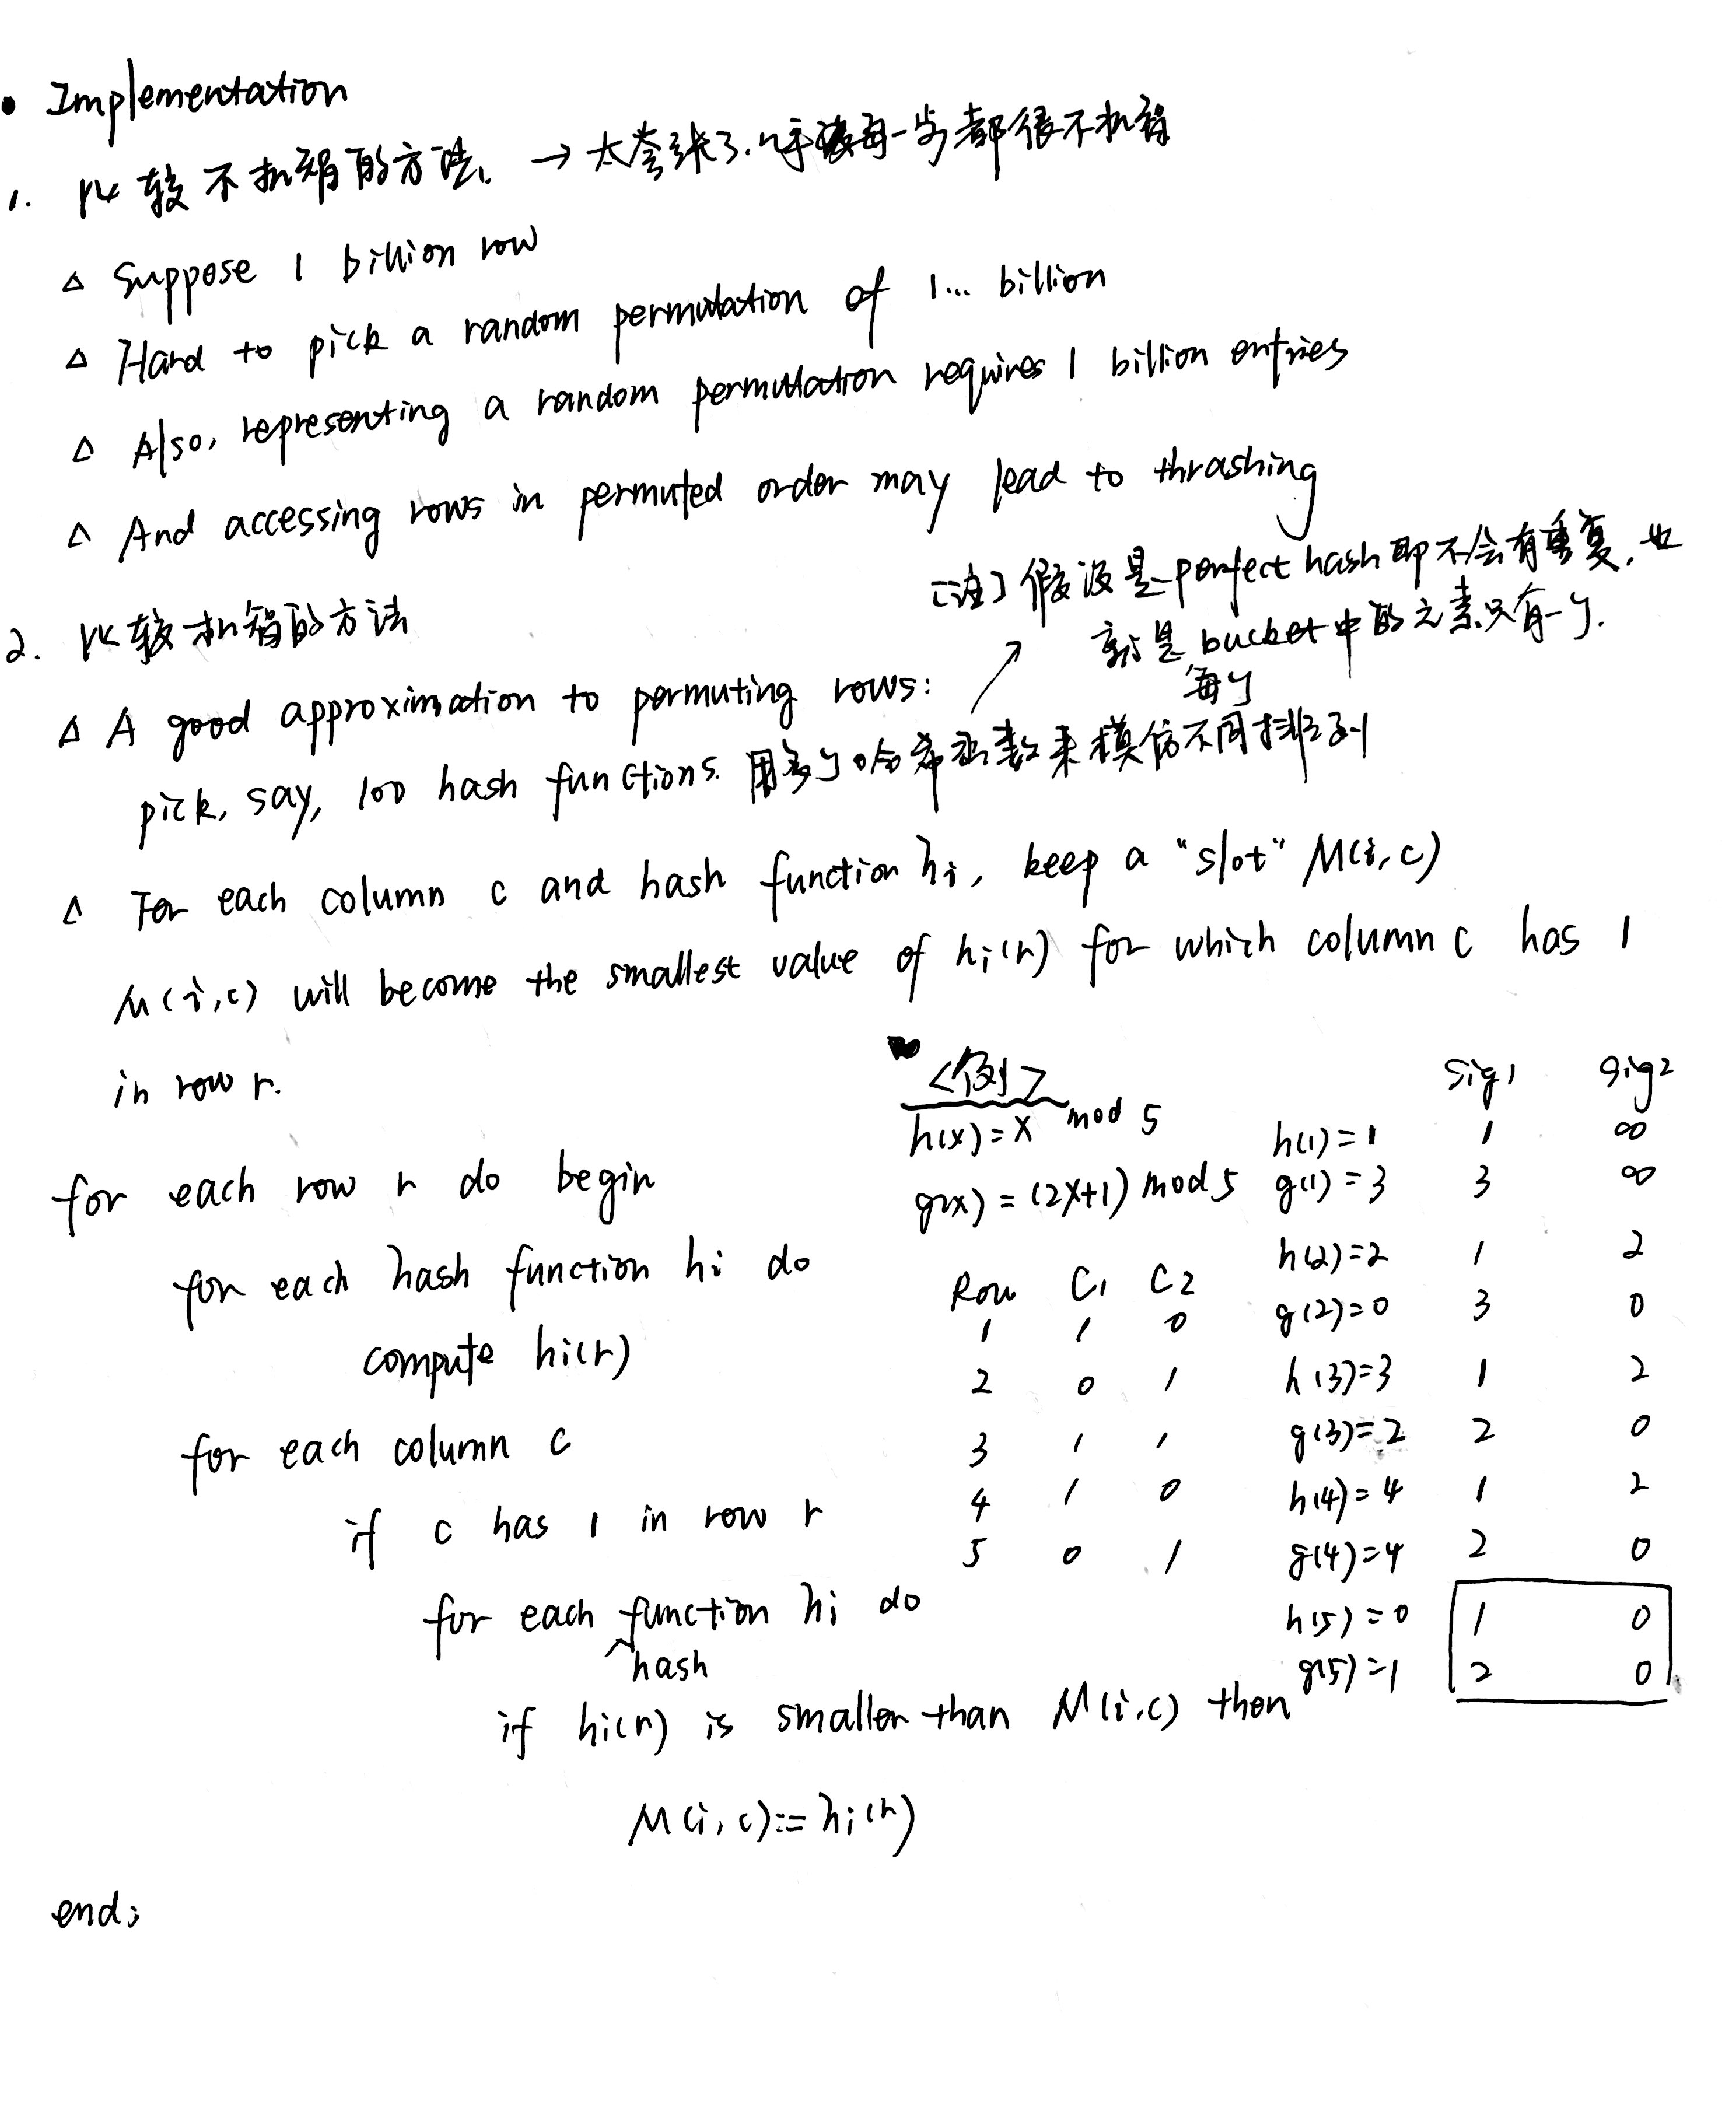 • Implementation
1. 比较不机智的方法. → 太夸张了. 呼吸每一步都很不机智
△ Suppose 1 billion row
△ Hard to pick a random permutation of 1... billion
△ Also, representing a random permutation requires 1 billion entries
△ And accessing rows in permuted order may lead to thrashing
[注] 假设是 perfect hash 即不会有重复, 也
就是 bucket 中的元素只有一个.
每个
2. 比较机智的方法
△ A good approximation to permuting rows:
pick, say, 100 hash functions. 用多个哈希函数来模仿不同排列
△ For each column c and hash function hi, keep a "slot" M(i, c)
M(i, c) will become the smallest value of hi(r) for which column c has 1
in row r.
for each row r do begin
for each hash function hi do
compute hi(r)
for each column c
if c has 1 in row r
for each function hi do
hash
if hi(r) is smaller than M(i, c) then
M(i, c) := hi(r)
end;
<例>
h(x) = x mod 5
g(x) = (2x+1) mod 5
Row C1 C2
1 1 0
2 0 1
3 1 1
4 1 0
5 0 1
Sig1 Sig2
h(1)=1 1 ∞
g(1)=3 3 ∞
h(2)=2 1 2
g(2)=0 3 0
h(3)=3 1 2
g(3)=2 2 0
h(4)=4 1 2
g(4)=4 2 0
h(5)=0 1 0
g(5)=1 2 0